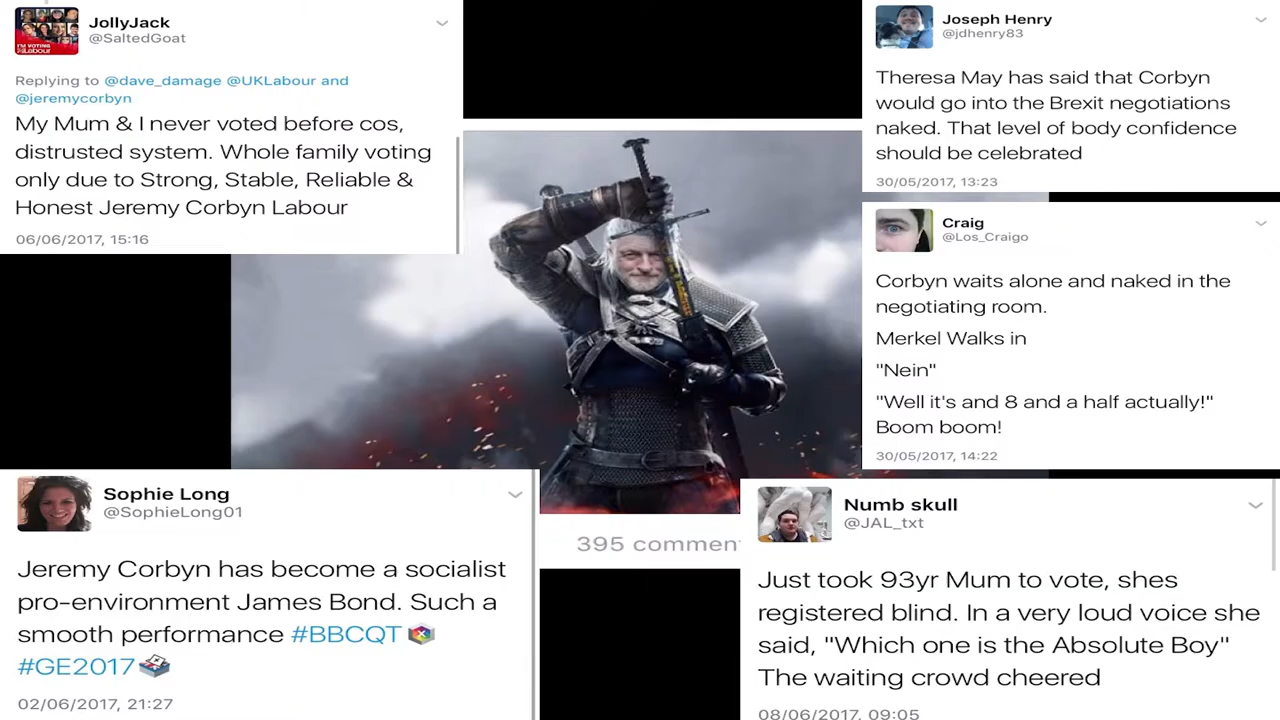 JollyJack
@SaltedGoat
Replying to @dave_damage @UKLabour and
@jeremycorbyn
My Mum & I never voted before cos,
distrusted system. Whole family voting
only due to Strong, Stable, Reliable &
Honest Jeremy Corbyn Labour
06/06/2017, 15:16
Joseph Henry
@jdhenry83
Theresa May has said that Corbyn
would go into the Brexit negotiations
naked. That level of body confidence
should be celebrated
30/05/2017, 13:23
Craig
@Los_Craigo
Corbyn waits alone and naked in the
negotiating room.
Merkel Walks in
"Nein"
"Well it's and 8 and a half actually!"
Boom boom!
30/05/2017, 14:22
Sophie Long
@SophieLong01
Jeremy Corbyn has become a socialist
pro-environment James Bond. Such a
smooth performance #BBCQT
#GE2017
02/06/2017, 21:27
395 commen
Numb skull
@JAL_txt
Just took 93yr Mum to vote, shes
registered blind. In a very loud voice she
said, "Which one is the Absolute Boy"
The waiting crowd cheered
08/06/2017, 09:05